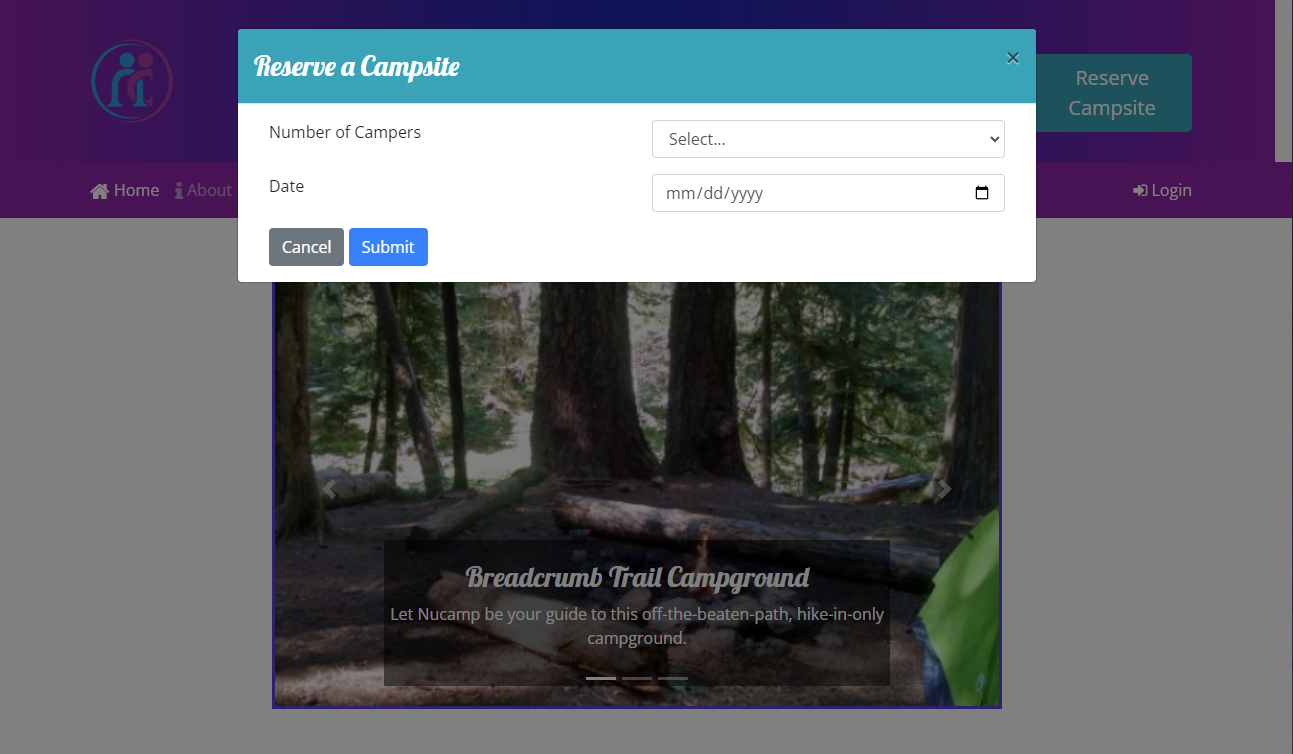 Reserve a Campsite
×
Reserve
Campsite
Number of Campers
Select...
Home
About
Login
Date
mm/dd/yyyy
Cancel
Submit
Breadcrumb Trail Campground
Let Nucamp be your guide to this off-the-beaten-path, hike-in-only
campground.